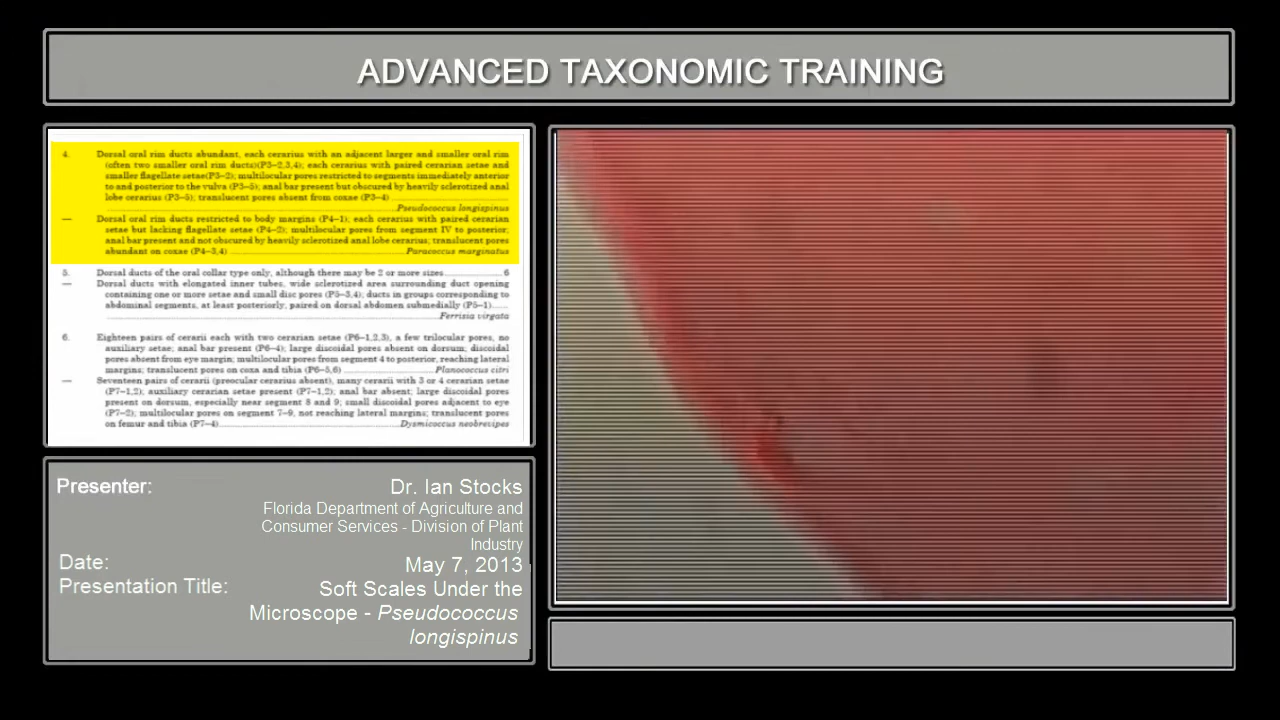 ADVANCED TAXONOMIC TRAINING
4. Dorsal oral rim ducts abundant, each cerarius with an adjacent larger and smaller oral rim
(often two smaller oral rim ducts)(P3–2,3,4); each cerarius with paired cerarian setae and
smaller flagellate setae(P3–2); multilocular pores restricted to segments immediately anterior
to and posterior to the vulva (P3–5); anal bar present but obscured by heavily sclerotized anal
lobe cerarius (P3–5); translucent pores absent from coxae (P3–4)
Pseudococcus longispinus
— Dorsal oral rim ducts restricted to body margins (P4–1); each cerarius with paired cerarian
setae but lacking flagellate setae (P4–2); multilocular pores from segment IV to posterior;
anal bar present and not obscured by heavily sclerotized anal lobe cerarius; translucent pores
abundant on coxae (P4–3,4) Paracoccus marginatus
5. Dorsal ducts of the oral collar type only, although there may be 2 or more sizes 6
— Dorsal ducts with elongated inner tubes, wide sclerotized area surrounding duct opening
containing one or more setae and small disc pores (P5–3,4); ducts in groups corresponding to
abdominal segments, at least posteriorly, paired on dorsal abdomen submedially (P5–1)
Ferrisia virgata
6. Eighteen pairs of cerarii each with two cerarian setae (P6–1,2,3), a few trilocular pores, no
auxiliary setae; anal bar present (P6–4); large discoidal pores absent on dorsum; discoidal
pores absent from eye margin; multilocular pores from segment 4 to posterior, reaching lateral
margins; translucent pores on coxa and tibia (P6–5,6) Planococcus citri
— Seventeen pairs of cerarii (preocular cerarius absent), many cerarii with 3 or 4 cerarian setae
(P7–1,2); auxiliary cerarian setae present (P7–1,2); anal bar absent; large discoidal pores
present on dorsum, especially near segment 8 and 9; small discoidal pores adjacent to eye
(P7–2); multilocular pores on segment 7–9, not reaching lateral margins; translucent pores
on femur and tibia (P7–4) Dysmicoccus neobrevipes
Presenter: Dr. Ian Stocks
Florida Department of Agriculture and
Consumer Services - Division of Plant
Industry
Date: May 7, 2013
Presentation Title: Soft Scales Under the
Microscope - Pseudococcus
longispinus